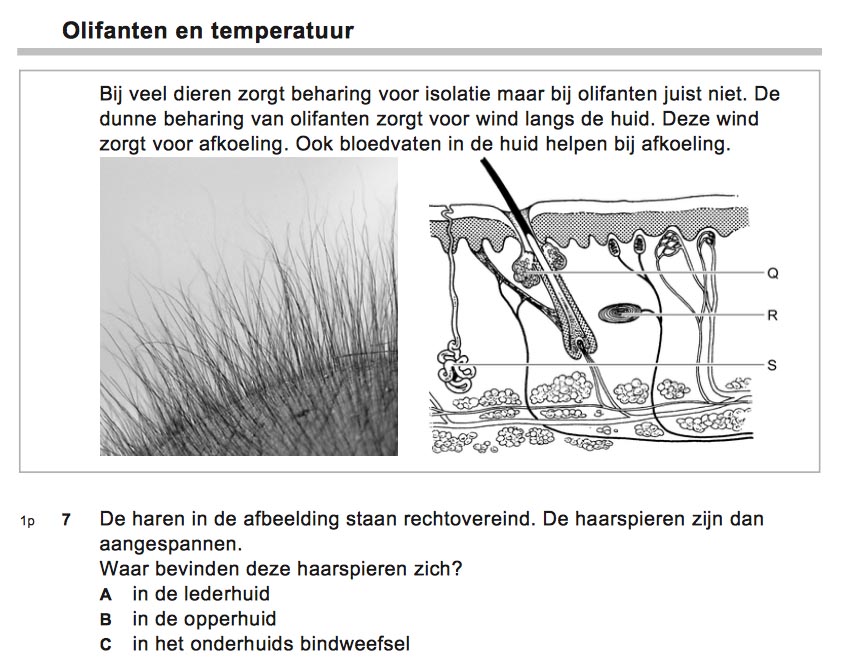 Olifanten en temperatuur
Bij veel dieren zorgt beharing voor isolatie maar bij olifanten juist niet. De
dunne beharing van olifanten zorgt voor wind langs de huid. Deze wind
zorgt voor afkoeling. Ook bloedvaten in de huid helpen bij afkoeling.
Q
R
S
1p 7 De haren in de afbeelding staan rechtovereind. De haarspieren zijn dan
aangespannen.
Waar bevinden deze haarspieren zich?
A in de lederhuid
B in de opperhuid
C in het onderhuids bindweefsel